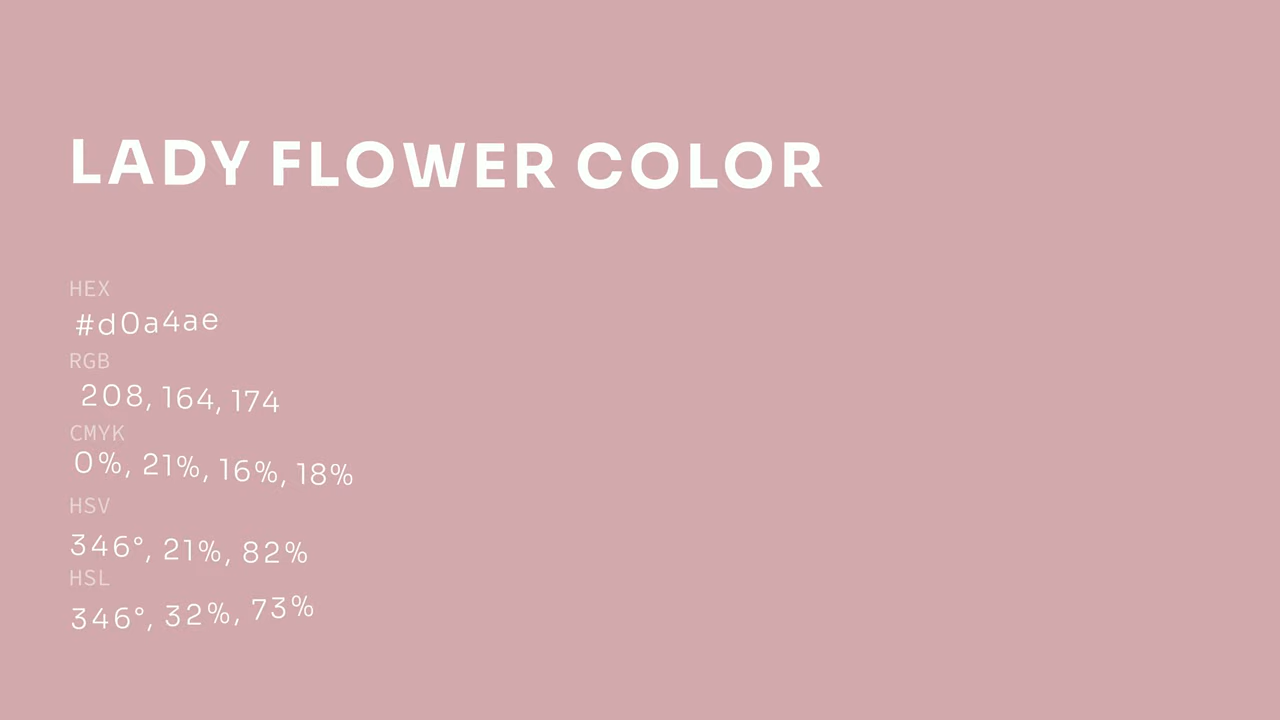 LADY FLOWER COLOR
HEX
#d0a4ae
RGB
208, 164, 174
CMYK
0%, 21%, 16%, 18%
HSV
346°, 21%, 82%
HSL
346°, 32%, 73%